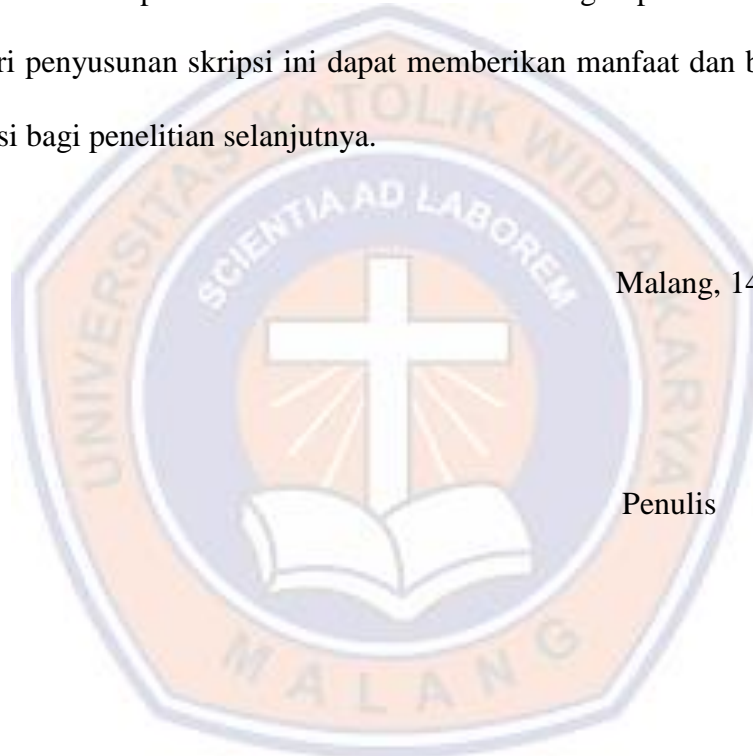 ri penyusunan skripsi ini dapat memberikan manfaat dan b
si bagi penelitian selanjutnya.
UNIVERSITAS KATOLIK WIDYA KARYA
SCIENTIA AD LABOREM
Malang, 14
Penulis
MALANG